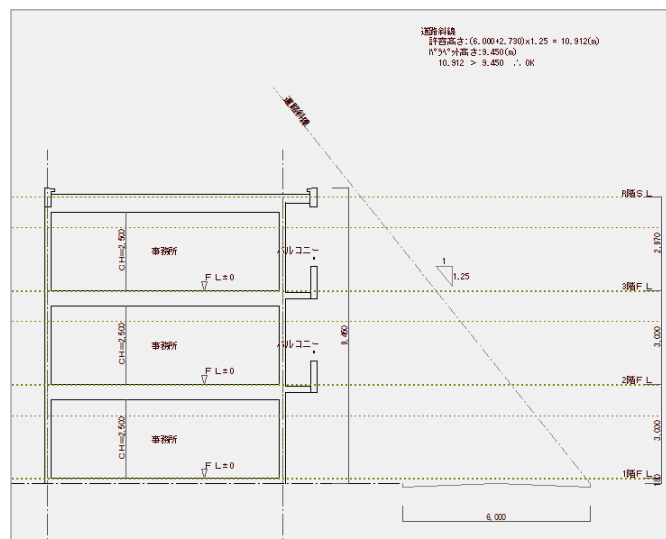 道路斜線
許容高さ:(6.000+2.730)x1.25 = 10.912(m)
ﾊﾟﾗﾍﾟｯﾄ高さ:9.450(m)
10.912 > 9.450 ∴ OK
道路斜線
R階SL
CH=2,500
事務所
バルコニー
2,970
1
1.25
FL±0
3階FL
9,450
CH=2,500
事務所
バルコニー
3,000
FL±0
2階FL
CH=2,500
事務所
3,000
FL±0
1階FL
180
6,000